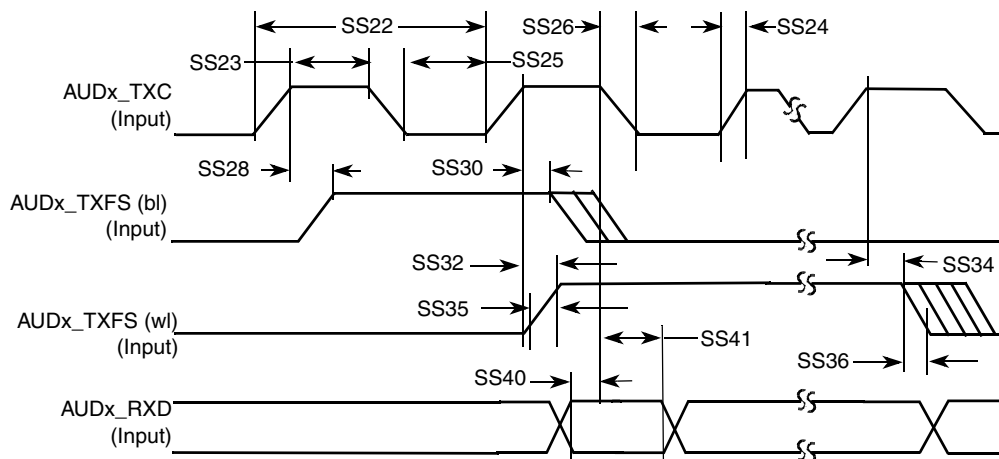 SS22
SS26
SS24
SS23
SS25
AUDx_TXC
(Input)
SS28
SS30
AUDx_TXFS (bl)
(Input)
SS32
SS34
SS35
AUDx_TXFS (wl)
(Input)
SS41
SS36
SS40
AUDx_RXD
(Input)